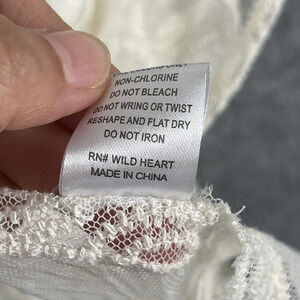 NON-CHLORINE
DO NOT BLEACH
DO NOT WRING OR TWIST
RESHAPE AND FLAT DRY
DO NOT IRON
RN# WILD HEART
MADE IN CHINA